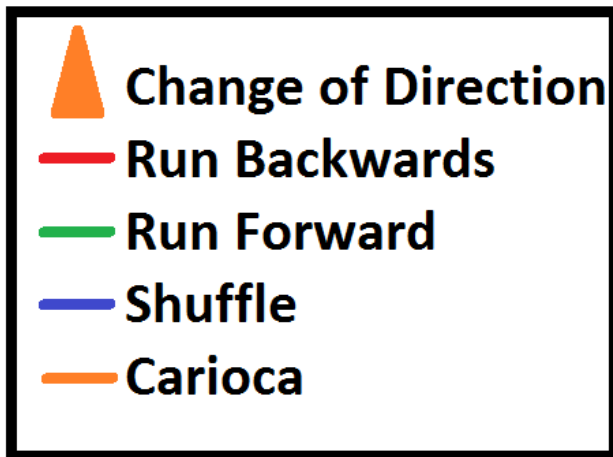 Change of Direction
Run Backwards
Run Forward
Shuffle
Carioca